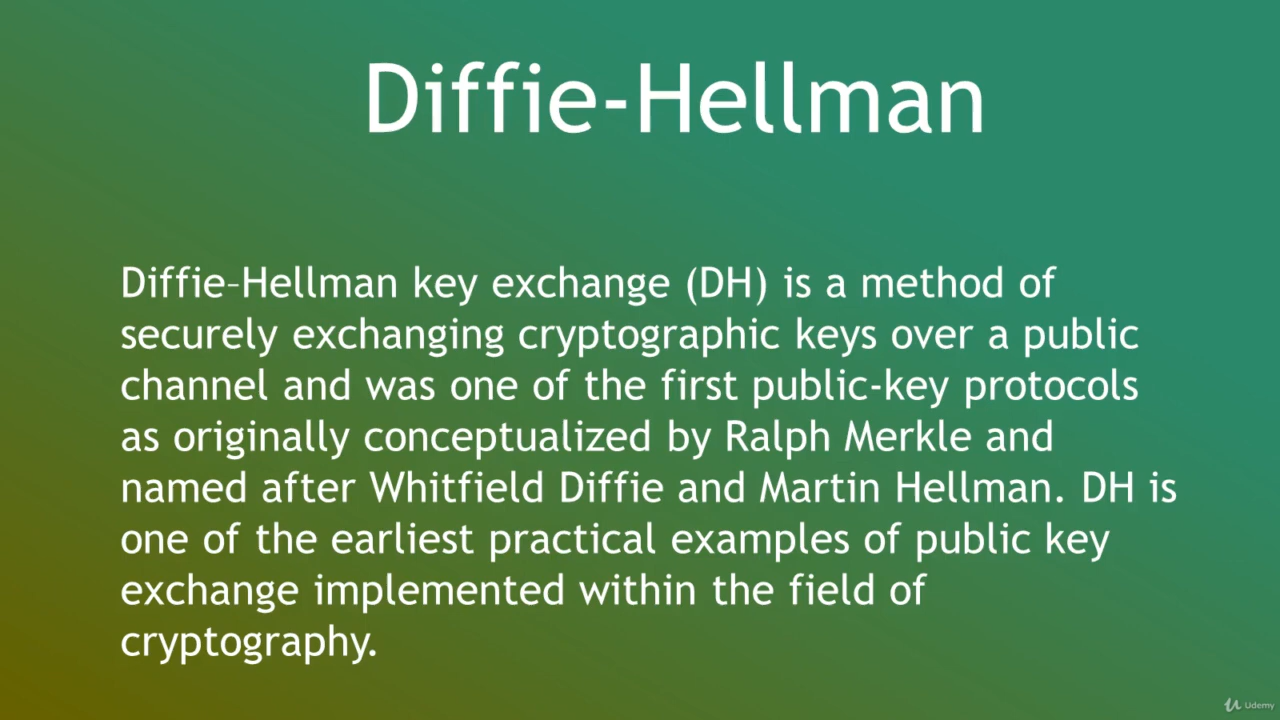 Diffie-Hellman
Diffie–Hellman key exchange (DH) is a method of
securely exchanging cryptographic keys over a public
channel and was one of the first public-key protocols
as originally conceptualized by Ralph Merkle and
named after Whitfield Diffie and Martin Hellman. DH is
one of the earliest practical examples of public key
exchange implemented within the field of
cryptography.
Udemy